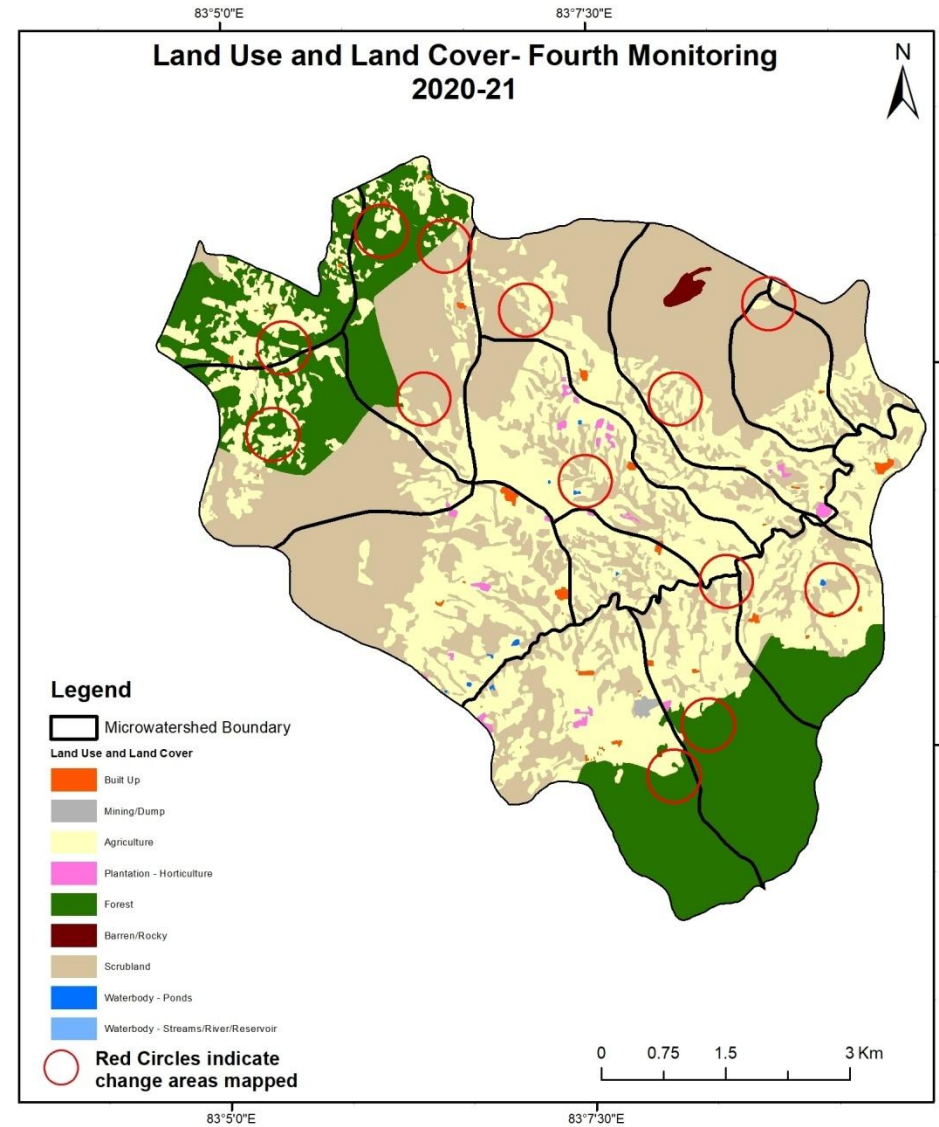 83°5'0"E 83°7'30"E
Land Use and Land Cover- Fourth Monitoring
2020-21
N
Legend
Microwatershed Boundary
Land Use and Land Cover
Built Up
Mining/Dump
Agriculture
Plantation - Horticulture
Forest
Barren/Rocky
Scrubland
Waterbody - Ponds
Waterbody - Streams/River/Reservoir
Red Circles indicate
change areas mapped
0 0.75 1.5 3 Km
83°5'0"E 83°7'30"E